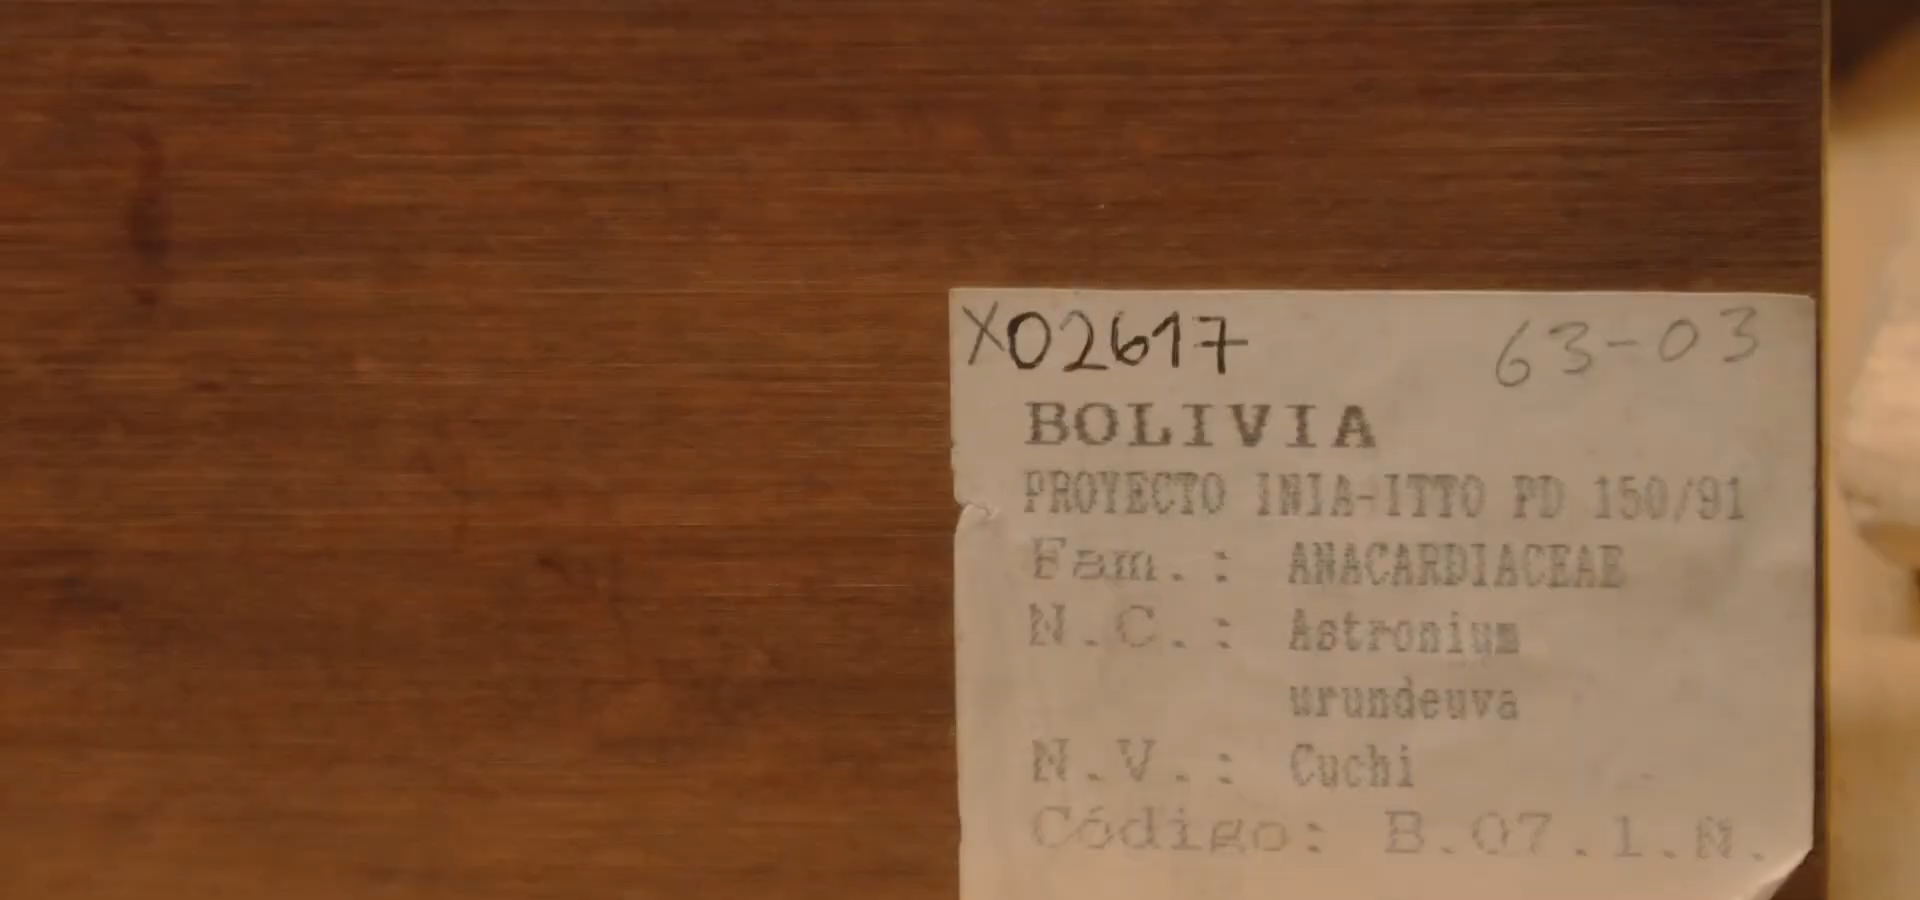 X02617 63-03
BOLIVIA
PROYECTO INIA-ITTO PD 150/91
Fam.: ANACARDIACEAE
N.C.: Astronium
urundeuva
N.V.: Cuchi
Código: B.07.1.N.